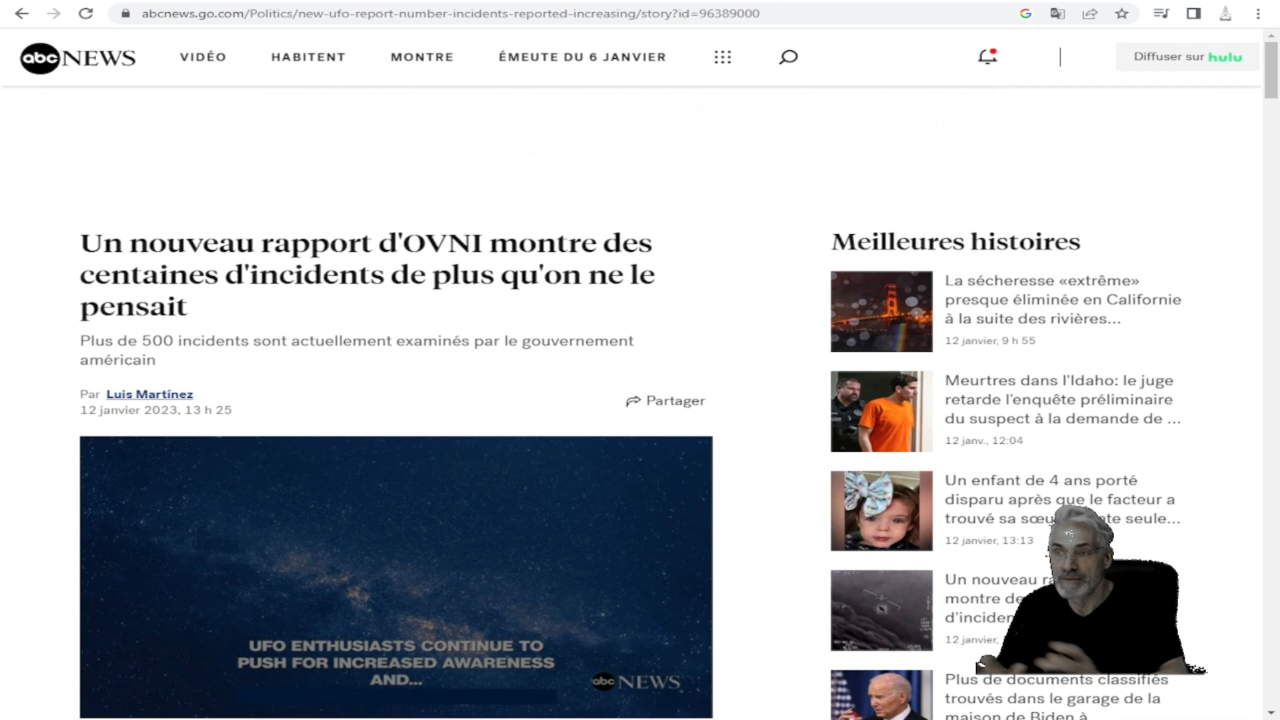 abcnews.go.com/Politics/new-ufo-report-number-incidents-reported-increasing/story?id=96389000
abc NEWS
VIDÉO
HABITENT
MONTRE
ÉMEUTE DU 6 JANVIER
Diffuser sur hulu
Un nouveau rapport d'OVNI montre des
centaines d'incidents de plus qu'on ne le
pensait
Plus de 500 incidents sont actuellement examinés par le gouvernement
américain
Par Luis Martínez
12 janvier 2023, 13 h 25
Partager
UFO ENTHUSIASTS CONTINUE TO
PUSH FOR INCREASED AWARENESS
AND...
abc NEWS
Meilleures histoires
La sécheresse «extrême»
presque éliminée en Californie
à la suite des rivières...
12 janvier, 9 h 55
Meurtres dans l'Idaho: le juge
retarde l'enquête préliminaire
du suspect à la demande de ...
12 janv., 12:04
Un enfant de 4 ans porté
disparu après que le facteur a
trouvé sa seule...
12 janvier, 13:13
Un nouveau
montre
12 janvier,
Plus de documents classifiés
trouvés dans le garage de la
maison de Biden à